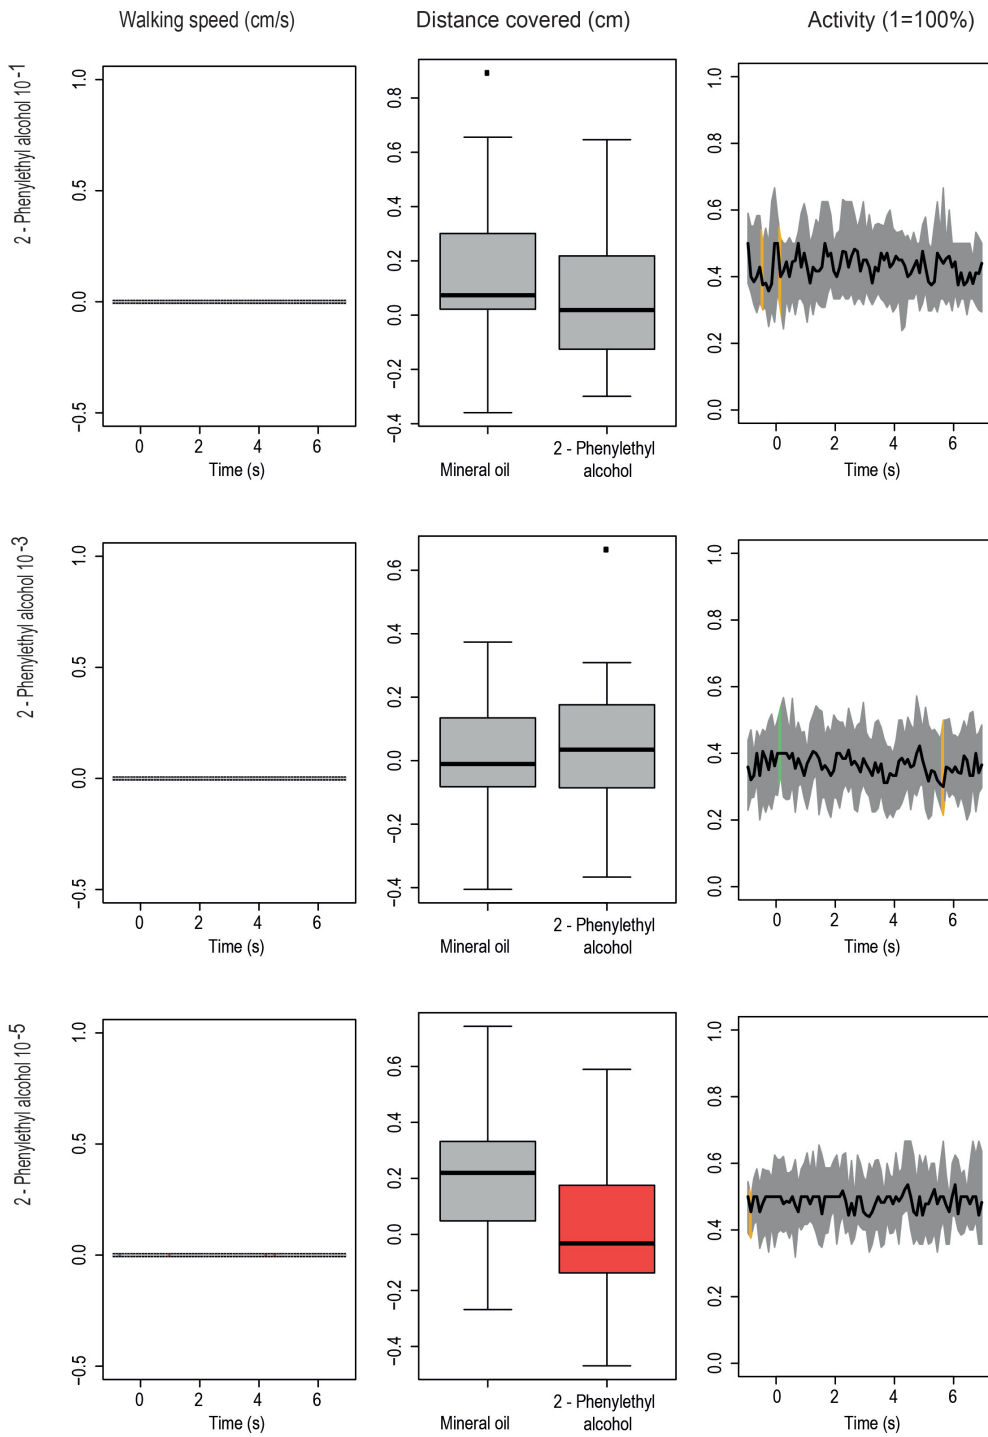 Walking speed (cm/s)
Distance covered (cm)
Activity (1=100%)
2 - Phenylethyl alcohol 10-1
1.0
0.5
0.0
−0.5
0 2 4 6
Time (s)
0.8
0.6
0.4
0.2
0.0
−0.2
−0.4
Mineral oil
2 - Phenylethyl
alcohol
1.0
0.8
0.6
0.4
0.2
0.0
0 2 4 6
Time (s)
2 - Phenylethyl alcohol 10-3
1.0
0.5
0.0
−0.5
0 2 4 6
Time (s)
0.6
0.4
0.2
0.0
−0.2
−0.4
Mineral oil
2 - Phenylethyl
alcohol
1.0
0.8
0.6
0.4
0.2
0.0
0 2 4 6
Time (s)
2 - Phenylethyl alcohol 10-5
1.0
0.5
0.0
−0.5
0 2 4 6
Time (s)
0.6
0.4
0.2
0.0
−0.2
−0.4
Mineral oil
2 - Phenylethyl
alcohol
1.0
0.8
0.6
0.4
0.2
0.0
0 2 4 6
Time (s)